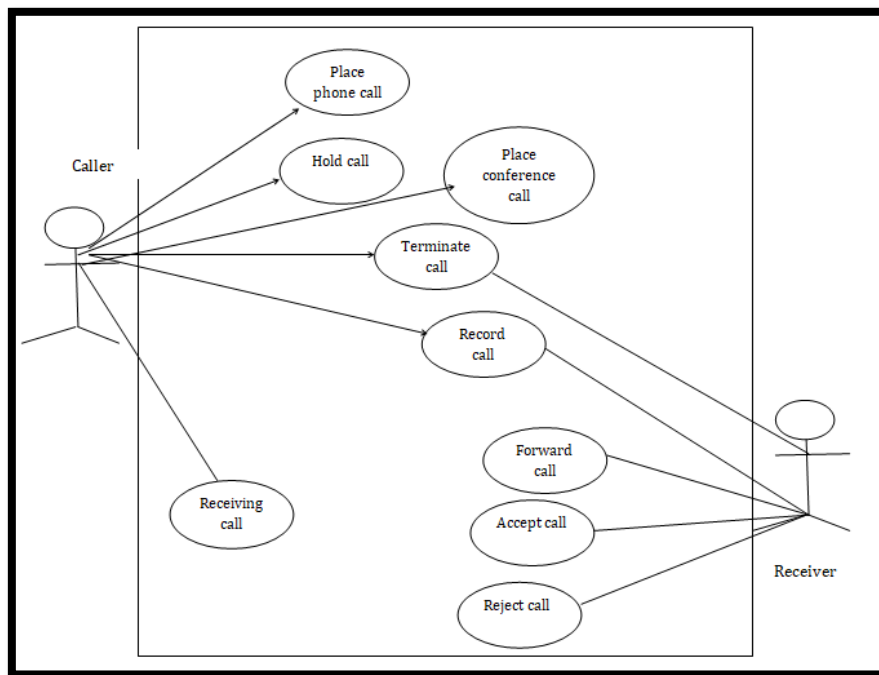 Place
phone call
Caller
Hold call
Place
conference
call
Terminate
call
Record
call
Forward
call
Receiving
call
Accept call
Receiver
Reject call